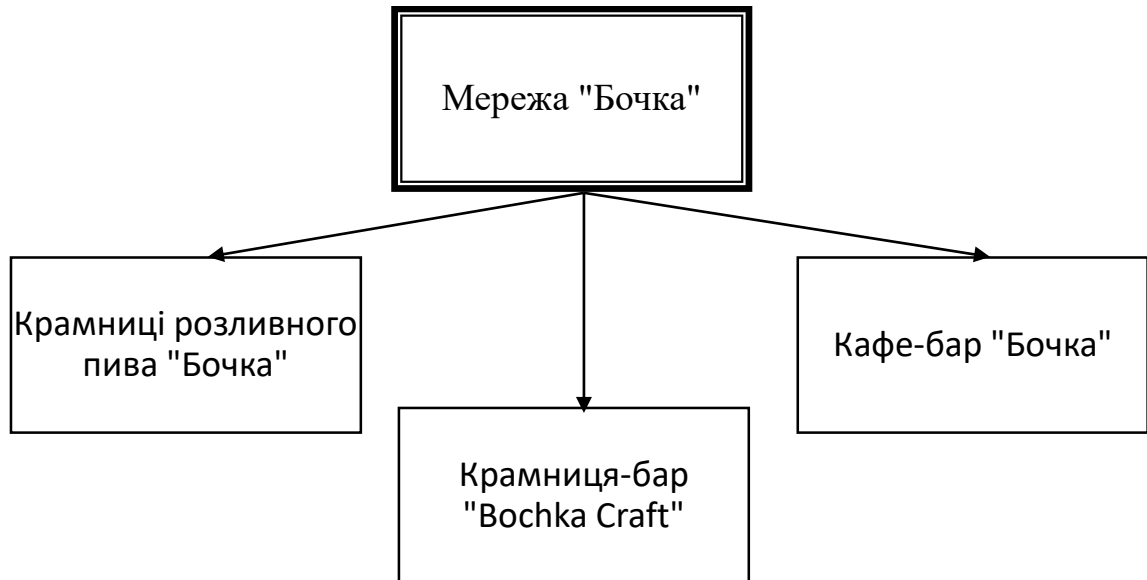 Мережа "Бочка"
Крамниці розливного
пива "Бочка"
Крамниця-бар
"Bochka Craft"
Кафе-бар "Бочка"